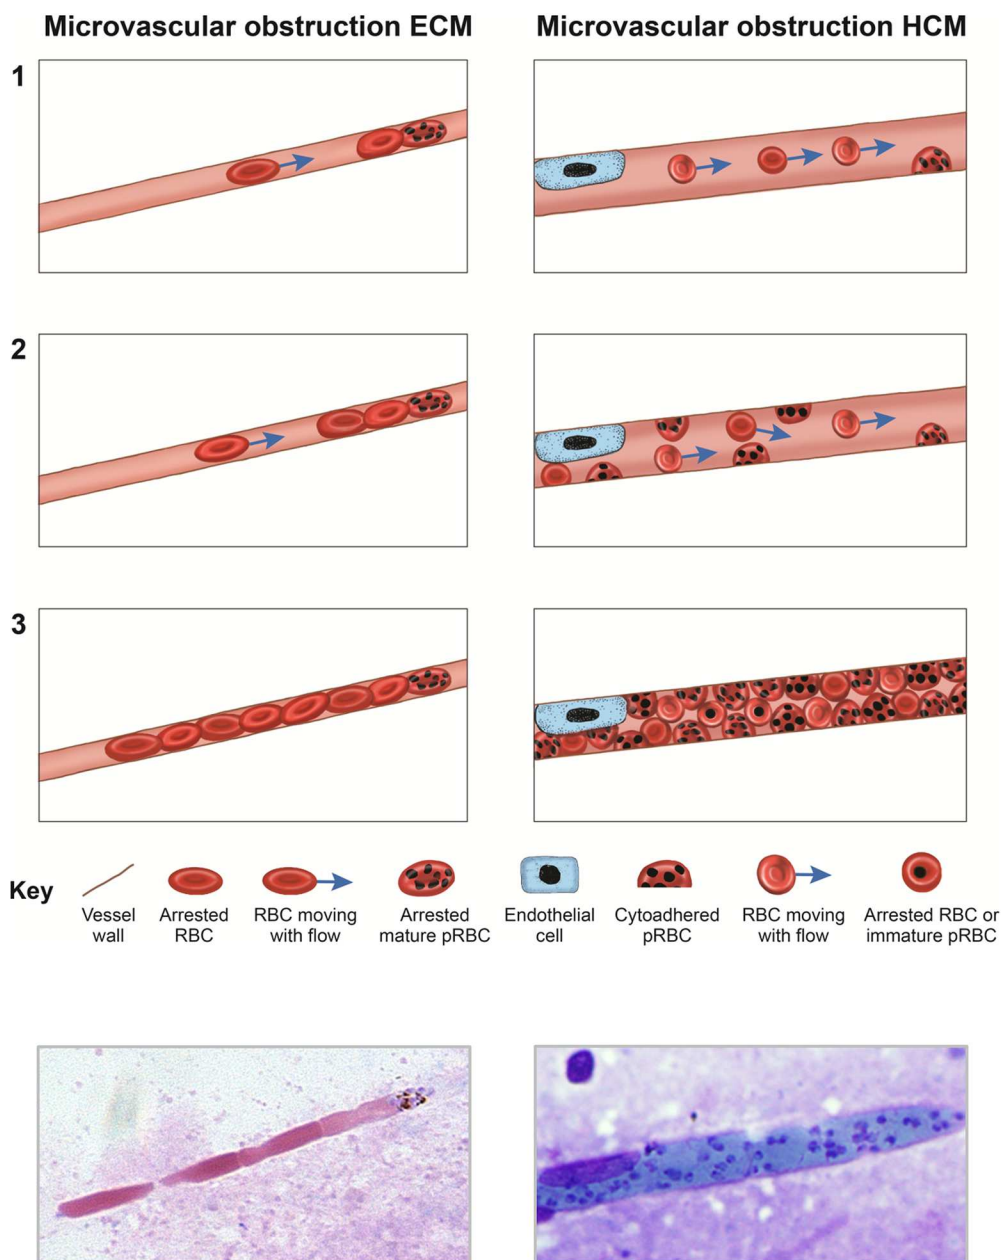 Microvascular obstruction ECM
Microvascular obstruction HCM
1
2
3
Key
Vessel
wall
Arrested
RBC
RBC moving
with flow
Arrested
mature pRBC
Endothelial
cell
Cytoadhered
pRBC
RBC moving
with flow
Arrested RBC or
immature pRBC